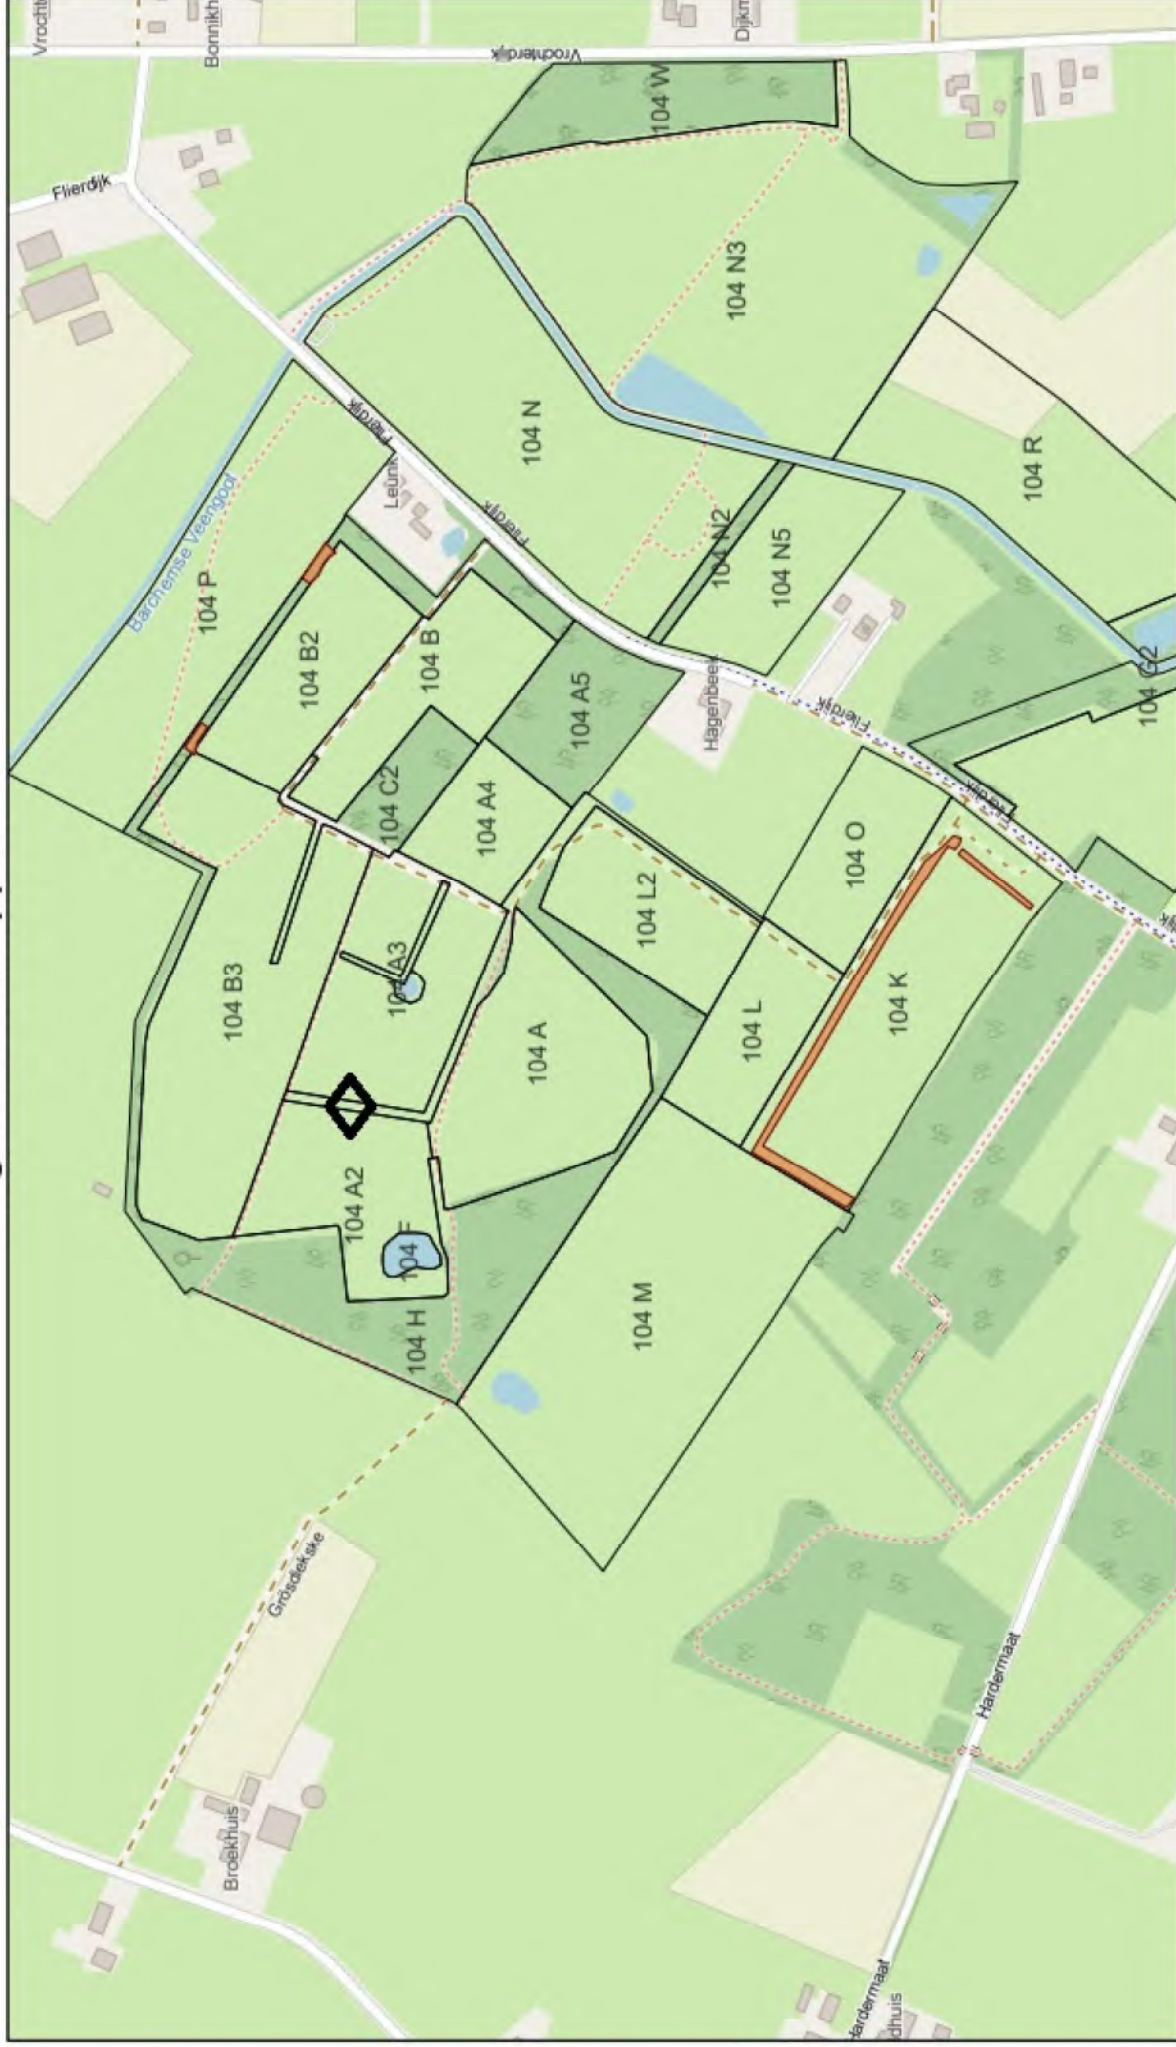 Bonnikh
Vrochterdijk
Dijkm
Flierdijk
104 W
Barchemse Veengoot
104 P
Flierdijk
Leunk
104 N
104 N3
104 B2
104 B
Flierdijk
104 N2
104 N5
104 R
104 A5
Hagenbeek
Flierdijk
104 G2
104 C2
104 A4
104 O
104 B3
104 A3
104 L2
104 A
104 L
104 K
104 A2
104 F
104 H
104 M
Grösdiekske
Broekhuis
Hardermaat
Hardermaat
dhuis